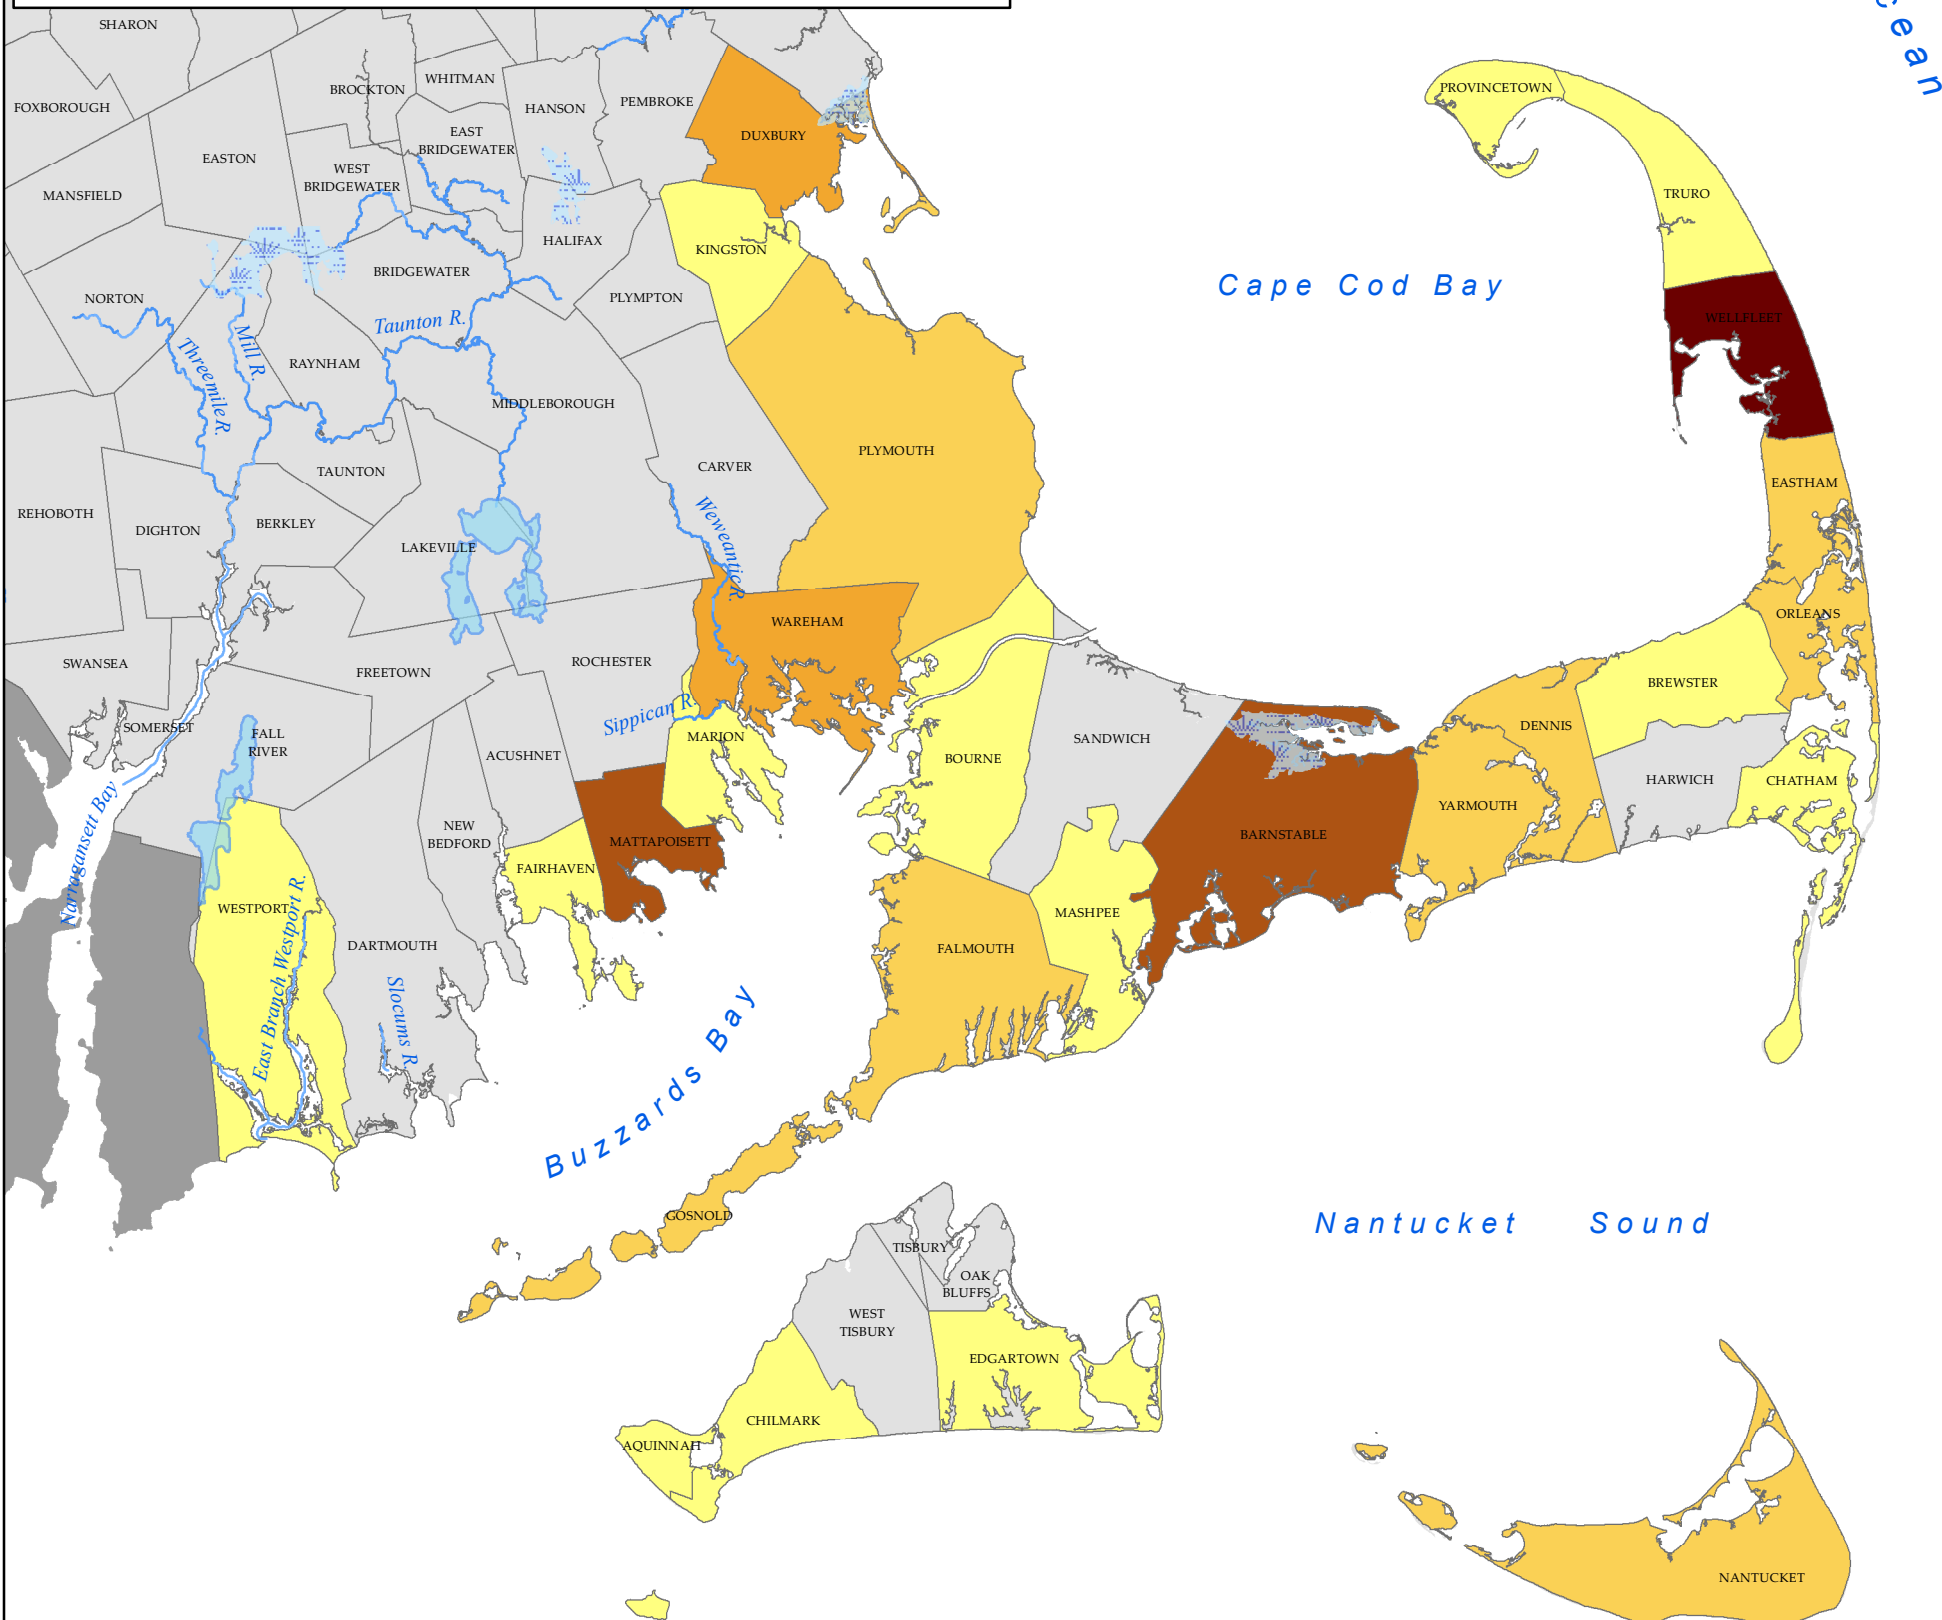 SHARON
cean
FOXBOROUGH
BROCKTON
WHITMAN
HANSON
PEMBROKE
DUXBURY
PROVINCETOWN
EASTON
EAST
BRIDGEWATER
WEST
BRIDGEWATER
MANSFIELD
TRURO
HALIFAX
KINGSTON
BRIDGEWATER
Cape Cod Bay
NORTON
PLYMPTON
Taunton R.
WELLFLEET
Threemile R.
Mill R.
RAYNHAM
MIDDLEBOROUGH
PLYMOUTH
TAUNTON
CARVER
EASTHAM
REHOBOTH
DIGHTON
BERKLEY
LAKEVILLE
Weweantic R.
WAREHAM
ORLEANS
SWANSEA
FREETOWN
ROCHESTER
BREWSTER
SOMERSET
FALL
RIVER
Sippican R.
MARION
ACUSHNET
BOURNE
SANDWICH
DENNIS
HARWICH
CHATHAM
YARMOUTH
Narragansett Bay
NEW
BEDFORD
MATTAPOISETT
BARNSTABLE
FAIRHAVEN
WESTPORT
East Branch Westport R.
DARTMOUTH
MASHPEE
FALMOUTH
Slocums R.
Buzzards Bay
GOSNOLD
Nantucket Sound
TISBURY
OAK
BLUFFS
WEST
TISBURY
EDGARTOWN
CHILMARK
AQUINNAH
NANTUCKET